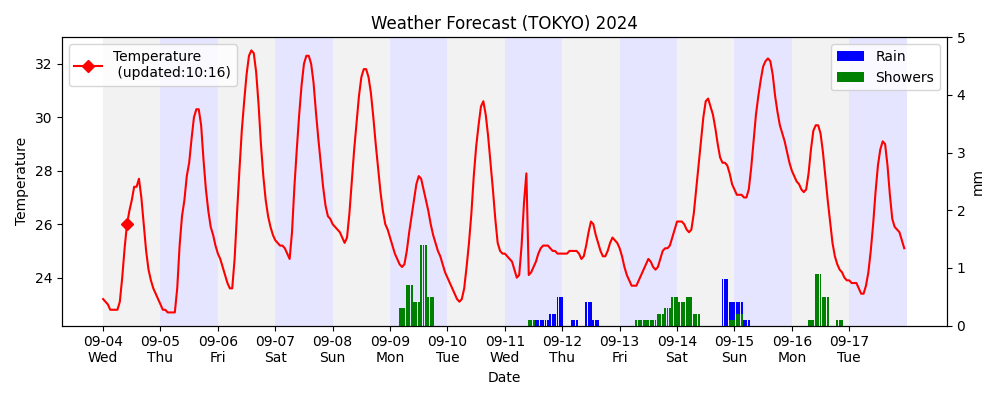 Weather Forecast (TOKYO) 2024
Temperature
(updated:10:16)
Rain
Showers
Temperature
32
30
28
26
24
5
4
3
2
1
0
mm
09-04 09-05 09-06 09-07 09-08 09-09 09-10 09-11 09-12 09-13 09-14 09-15 09-16 09-17
Wed Thu Fri Sat Sun Mon Tue Wed Thu Fri Sat Sun Mon Tue
Date